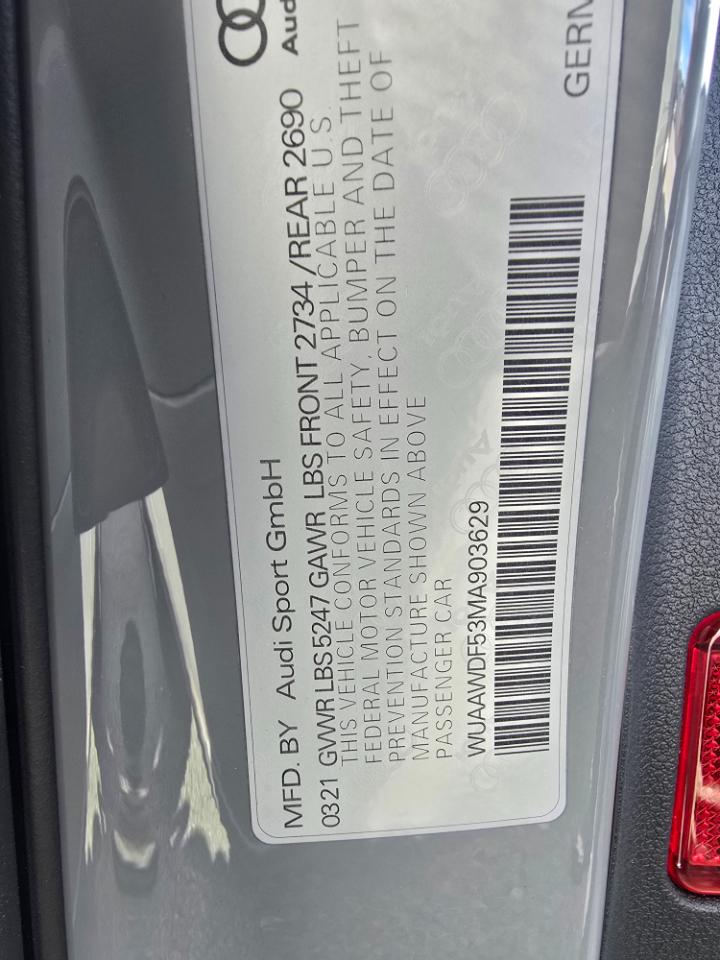 Audi
MFD. BY Audi Sport GmbH
0321 GVWR LBS 5247 GAWR LBS FRONT 2734 /REAR 2690
THIS VEHICLE CONFORMS TO ALL APPLICABLE U.S.
FEDERAL MOTOR VEHICLE SAFETY, BUMPER AND THEFT
PREVENTION STANDARDS IN EFFECT ON THE DATE OF
MANUFACTURE SHOWN ABOVE
PASSENGER CAR
WUAAWDF53MA903629
GERM